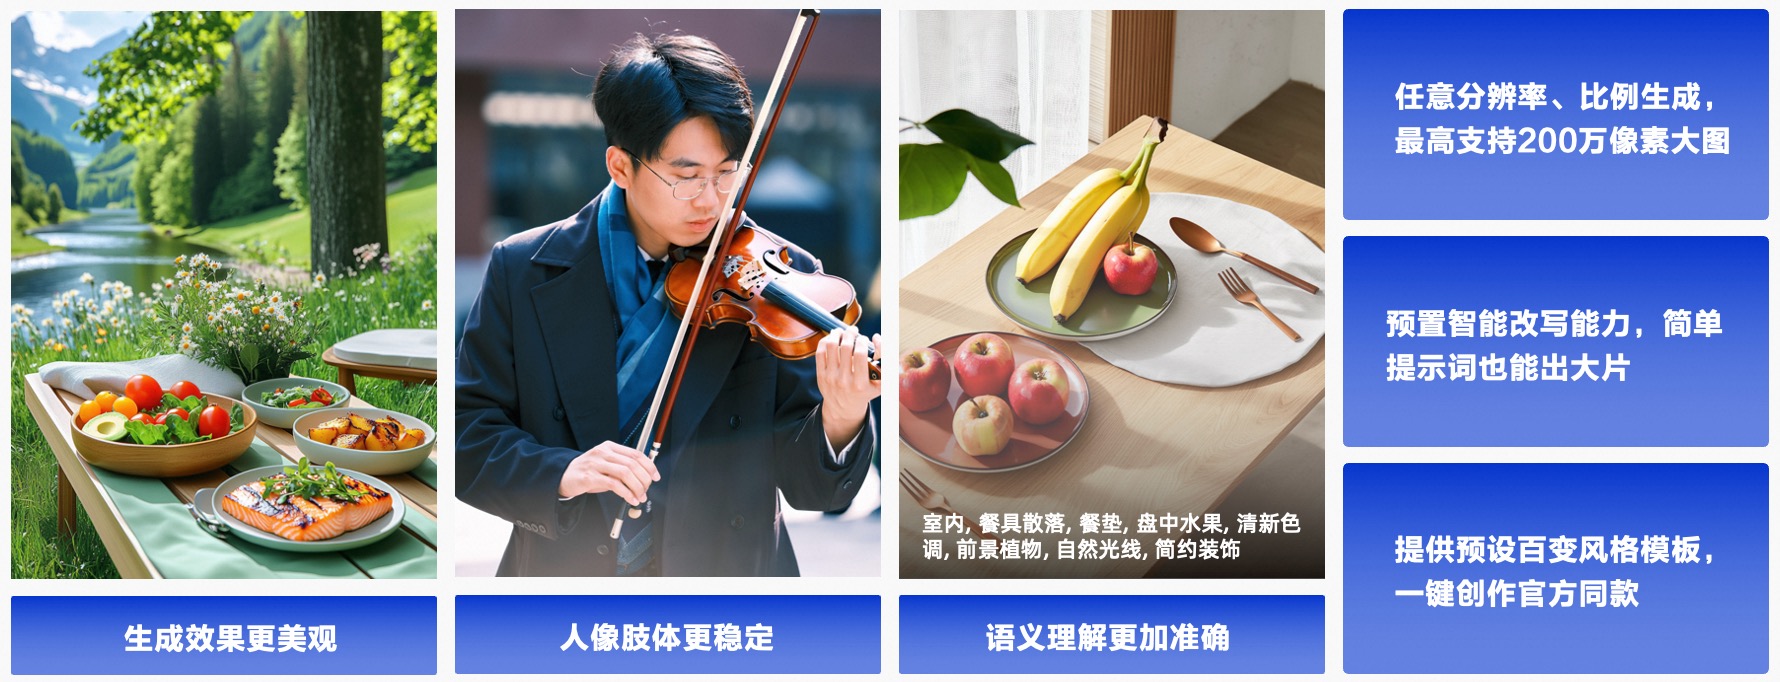 室内, 餐具散落, 餐垫, 盘中水果, 清新色
调, 前景植物, 自然光线, 简约装饰
生成效果更美观
人像肢体更稳定
语义理解更加准确
任意分辨率、比例生成，
最高支持200万像素大图
预置智能改写能力，简单
提示词也能出大片
提供预设百变风格模板，
一键创作官方同款